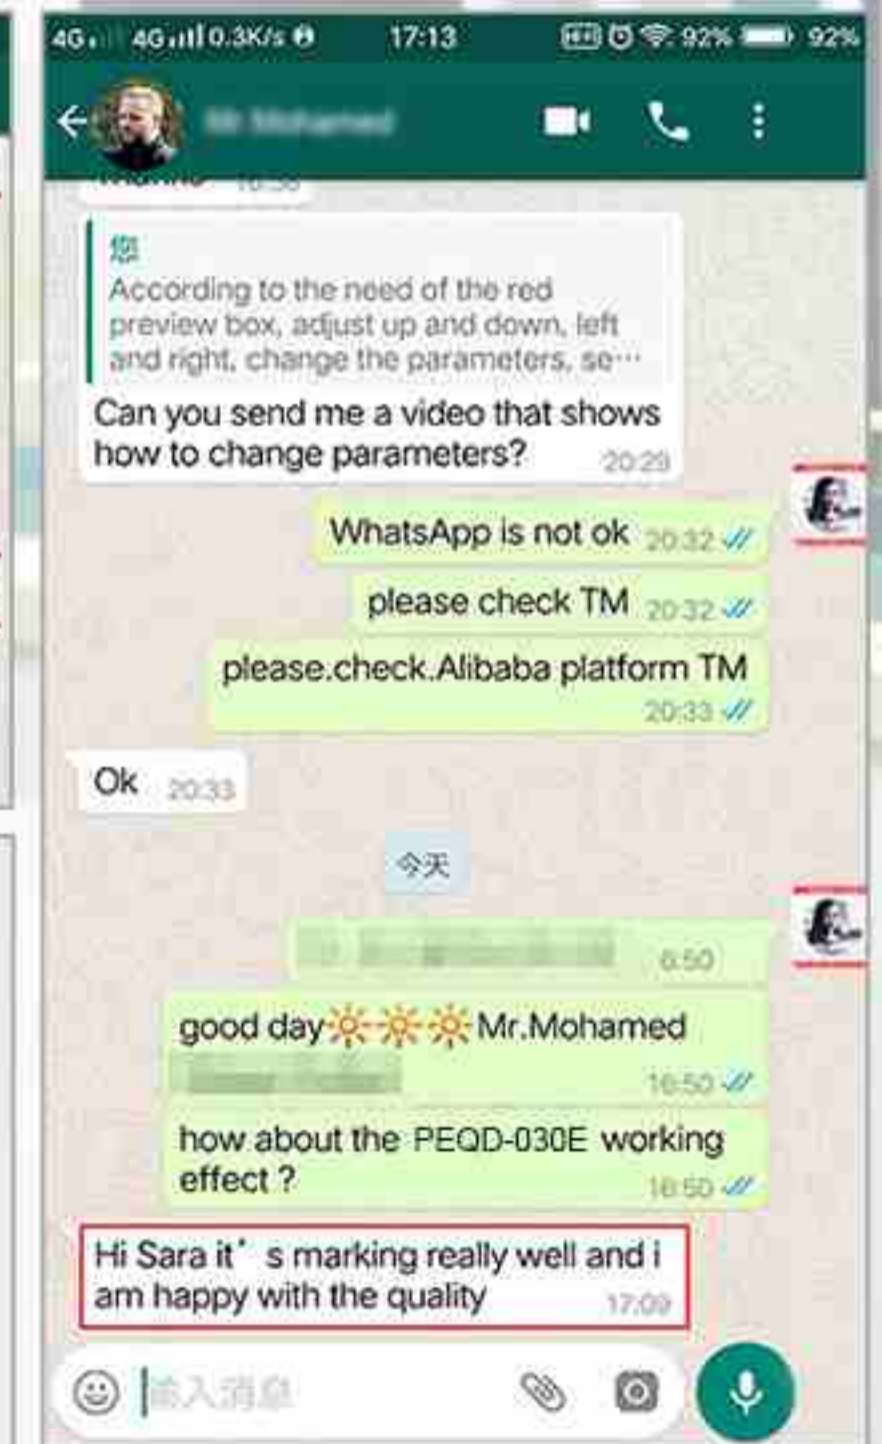 4G 4G 0.3K/s 17:13 92% 92%
Mr.Mohamed
您
According to the need of the red
preview box, adjust up and down, left
and right, change the parameters, se…
Can you send me a video that shows
how to change parameters?
20:29
WhatsApp is not ok 20:32
please check TM 20:32
please.check.Alibaba platform TM
20:33
Ok 20:33
今天
6:50
good day🔆🔆🔆Mr.Mohamed
16:50
how about the PEQD-030E working
effect ?
16:50
Hi Sara it's marking really well and i
am happy with the quality
17:09
输入消息